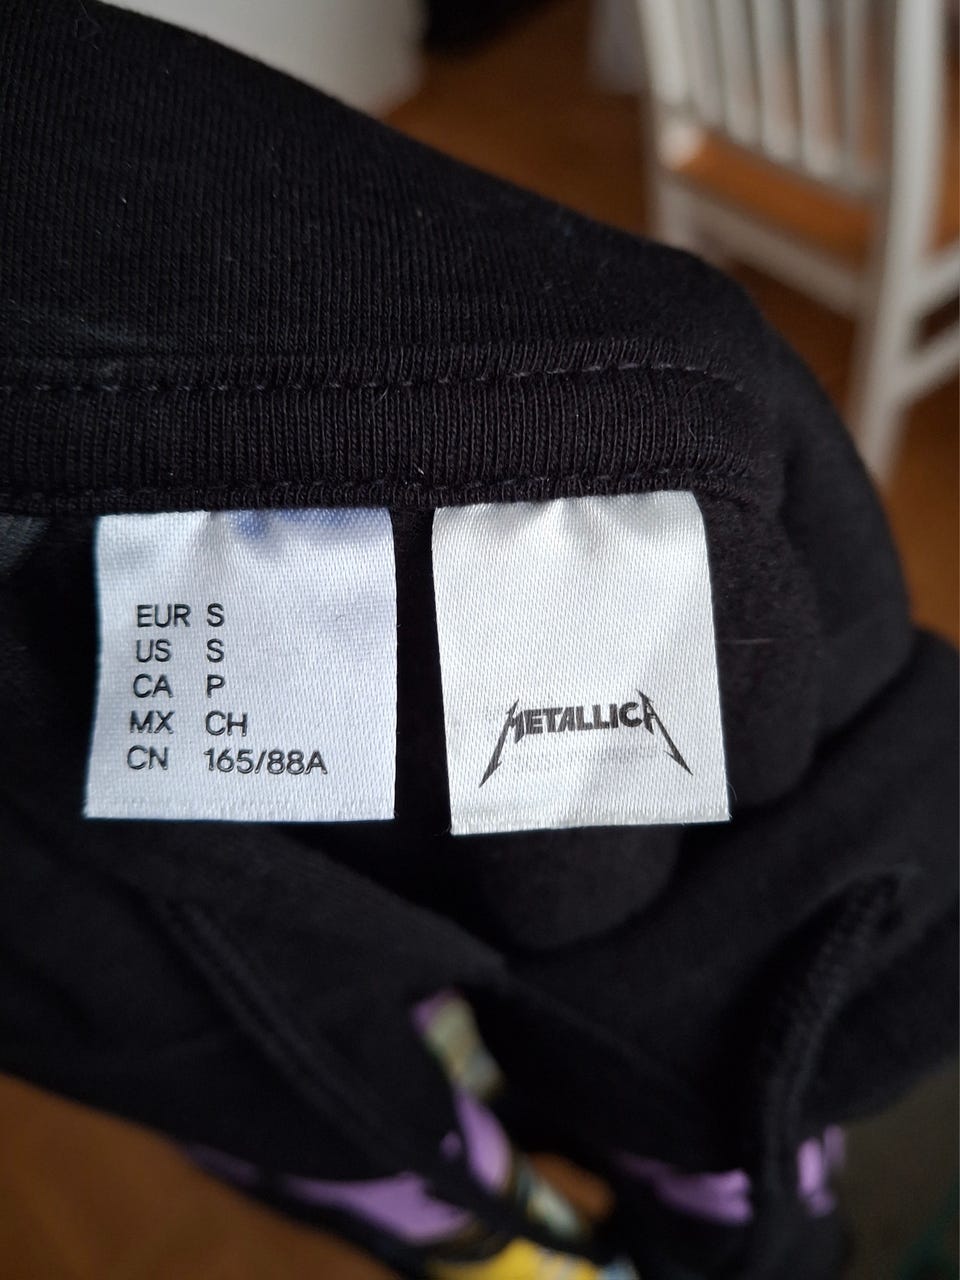 EUR S
US S
CA P
MX CH
CN 165/88A
METALLICA